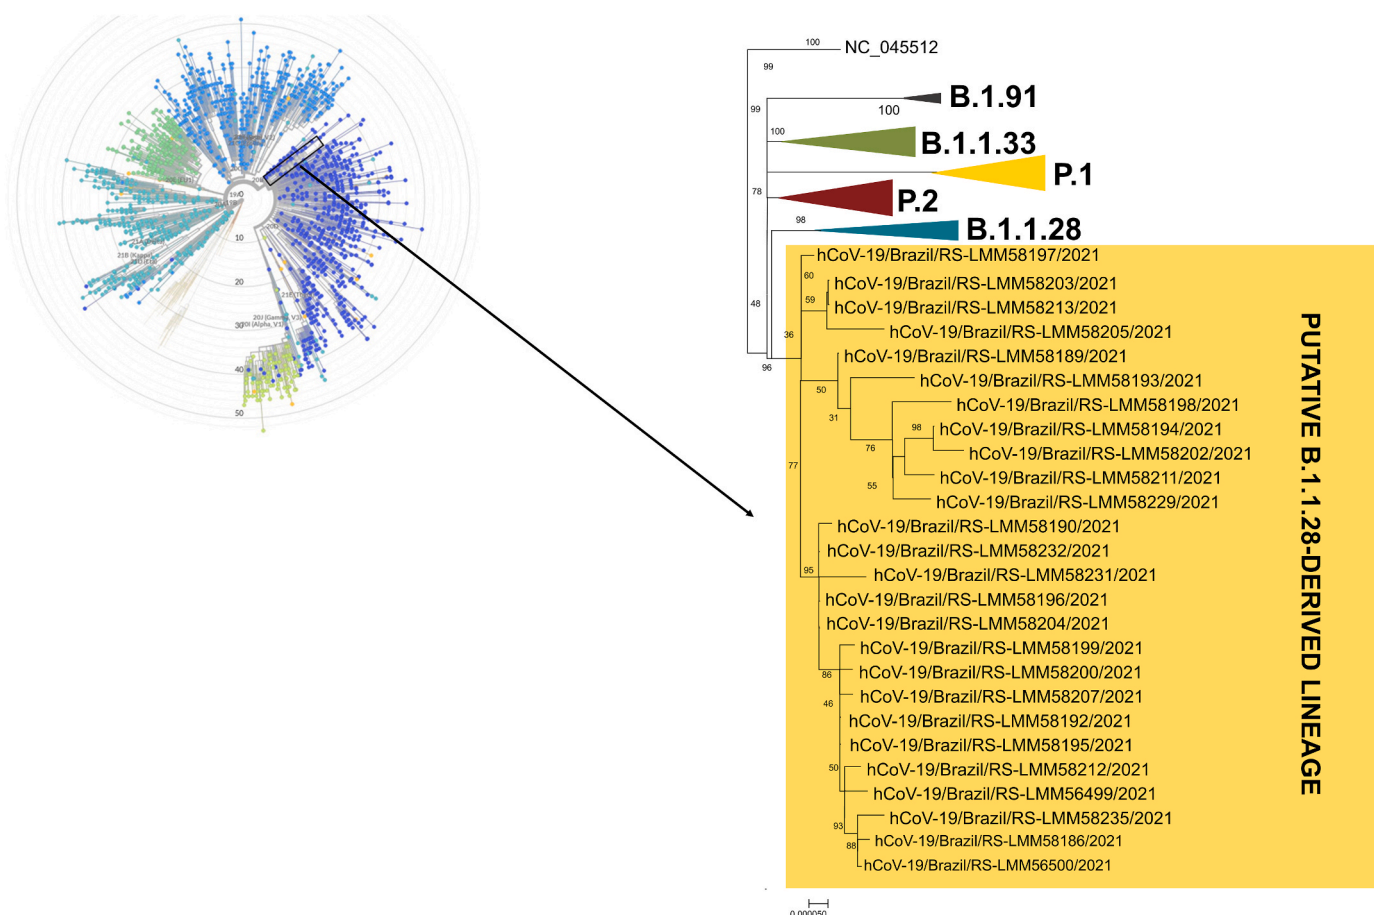 0
10
20
30
40
50
100
NC_045512
99
B.1.91
100
99
100
B.1.1.33
P.1
78
P.2
98
B.1.1.28
hCoV-19/Brazil/RS-LMM58197/2021
60
hCoV-19/Brazil/RS-LMM58203/2021
59
hCoV-19/Brazil/RS-LMM58213/2021
48
hCoV-19/Brazil/RS-LMM58205/2021
36
hCoV-19/Brazil/RS-LMM58189/2021
96
hCoV-19/Brazil/RS-LMM58193/2021
50
hCoV-19/Brazil/RS-LMM58198/2021
31
hCoV-19/Brazil/RS-LMM58194/2021
98
76
hCoV-19/Brazil/RS-LMM58202/2021
77
hCoV-19/Brazil/RS-LMM58211/2021
55
hCoV-19/Brazil/RS-LMM58229/2021
hCoV-19/Brazil/RS-LMM58190/2021
hCoV-19/Brazil/RS-LMM58232/2021
95
hCoV-19/Brazil/RS-LMM58231/2021
hCoV-19/Brazil/RS-LMM58196/2021
hCoV-19/Brazil/RS-LMM58204/2021
hCoV-19/Brazil/RS-LMM58199/2021
86
hCoV-19/Brazil/RS-LMM58200/2021
46
hCoV-19/Brazil/RS-LMM58207/2021
hCoV-19/Brazil/RS-LMM58192/2021
hCoV-19/Brazil/RS-LMM58195/2021
50
hCoV-19/Brazil/RS-LMM58212/2021
hCoV-19/Brazil/RS-LMM56499/2021
93
hCoV-19/Brazil/RS-LMM58235/2021
88
hCoV-19/Brazil/RS-LMM58186/2021
hCoV-19/Brazil/RS-LMM56500/2021
PUTATIVE B.1.1.28-DERIVED LINEAGE
0.000050